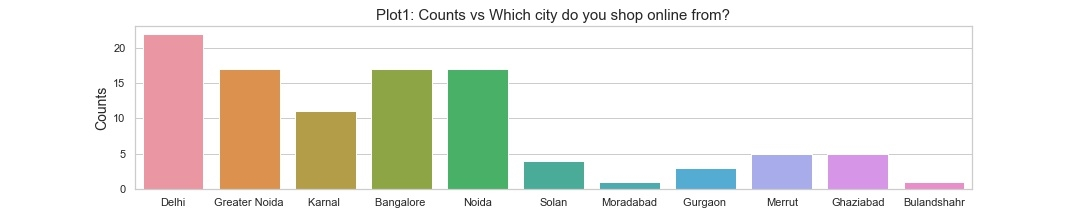 Plot1: Counts vs Which city do you shop online from?
Counts
20
15
10
5
0
Delhi Greater Noida Karnal Bangalore Noida Solan Moradabad Gurgaon Merrut Ghaziabad Bulandshahr